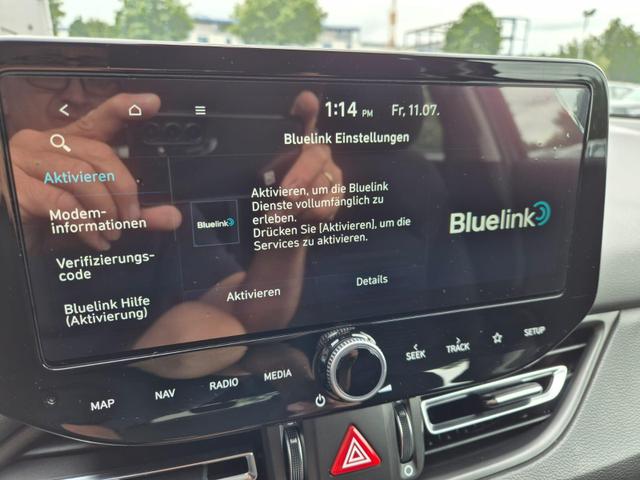 1:14 PM
Fr, 11.07.
Bluelink Einstellungen
Aktivieren
Modem-
informationen
Verifizierungs-
code
Bluelink Hilfe
(Aktivierung)
Bluelink
Aktivieren, um die Bluelink
Dienste vollumfänglich zu
erleben.
Drücken Sie [Aktivieren], um die
Services zu aktivieren.
Aktivieren
Details
Bluelink
MAP
NAV
RADIO
MEDIA
SEEK
TRACK
SETUP